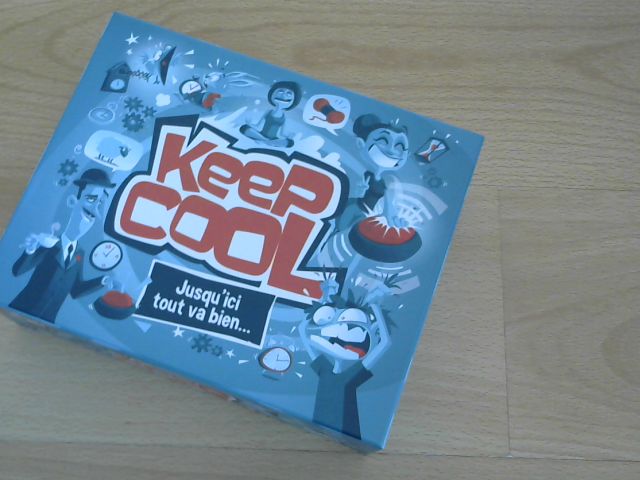 Keep
COOL
Jusqu'ici
tout va bien...